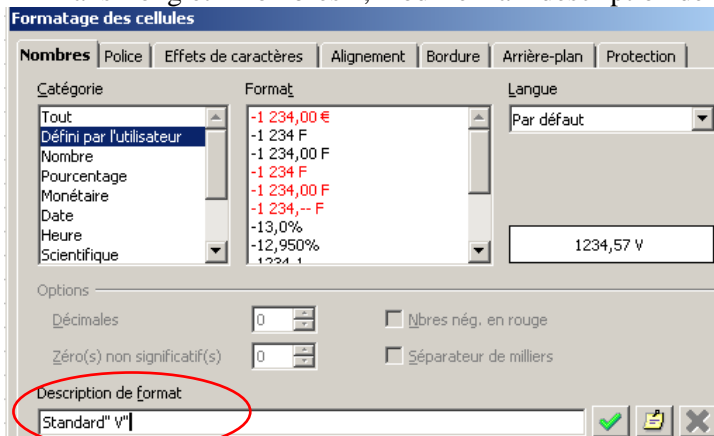 Formatage des cellules
Nombres Police Effets de caractères Alignement Bordure Arrière-plan Protection
Catégorie Format Langue
Tout -1 234,00 € Par défaut
Défini par l'utilisateur -1 234 F
Nombre -1 234,00 F
Pourcentage -1 234 F
Monétaire -1 234,00 F
Date -1 234,-- F
Heure -13,0%
Scientifique -12,950% 1234,57 V
Options
Décimales 0 Nbres nég. en rouge
Zéro(s) non significatif(s) 0 Séparateur de milliers
Description de format
Standard" V"